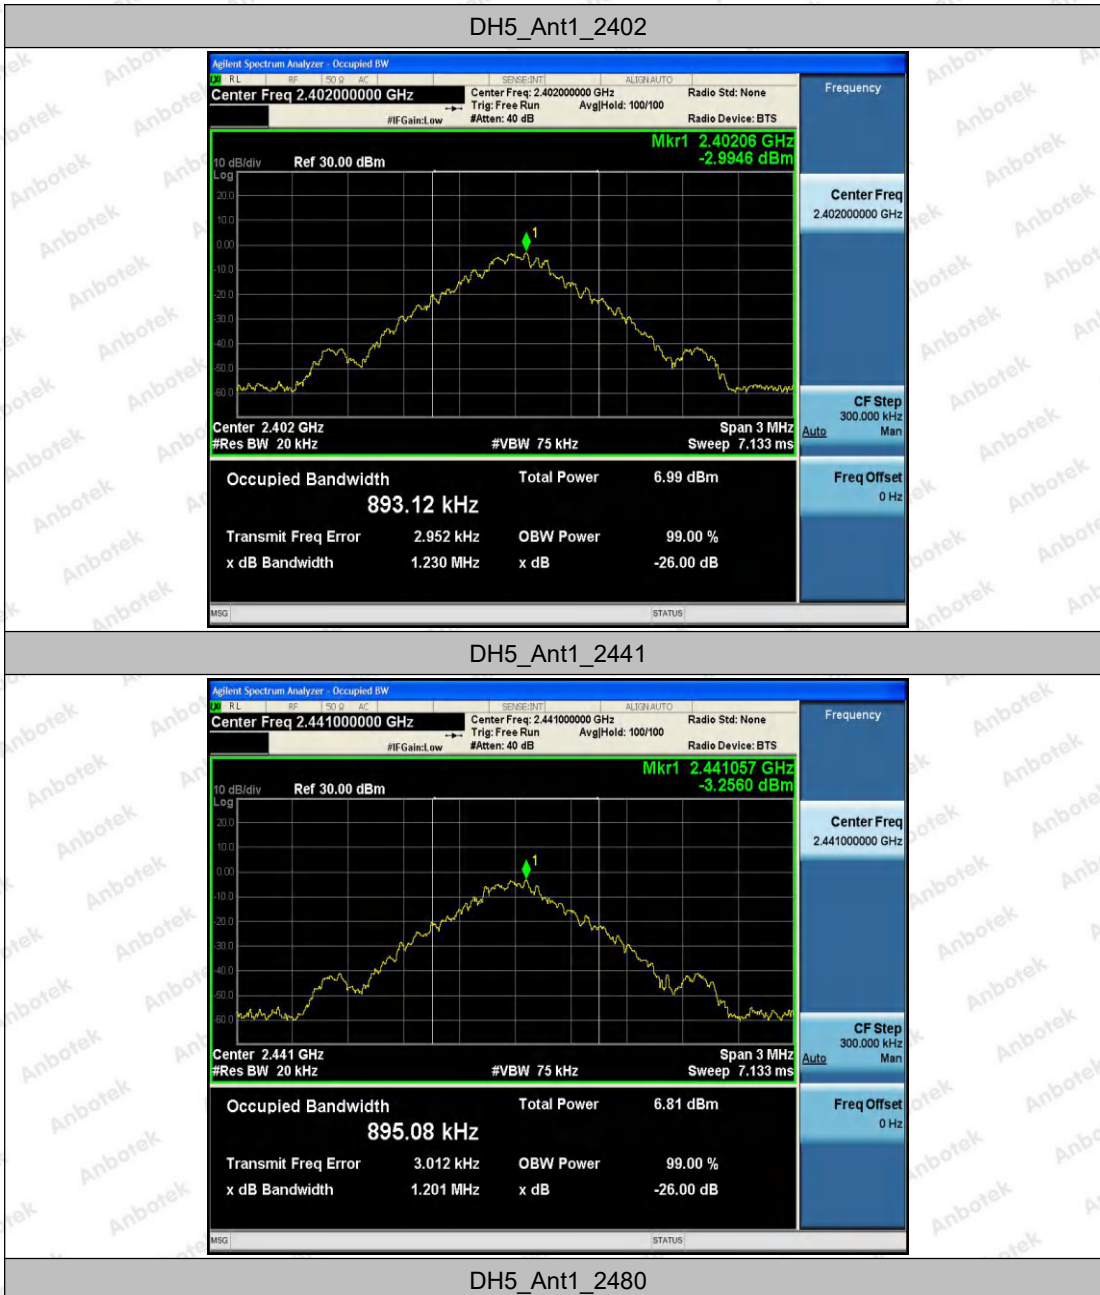 DH5_Ant1_2402
Agilent Spectrum Analyzer - Occupied BW
RL RF 50 Ω AC SENSE:INT ALIGNAUTO
Center Freq 2.402000000 GHz
Center Freq: 2.402000000 GHz
Radio Std: None
Trig: Free Run Avg|Hold: 100/100
#IFGain:Low #Atten: 40 dB Radio Device: BTS
Mkr1 2.40206 GHz
-2.9946 dBm
10 dB/div Ref 30.00 dBm
Log
20.0
10.0
0.00
-10.0
-20.0
-30.0
-40.0
-50.0
-60.0
1
Center 2.402 GHz Span 3 MHz
#Res BW 20 kHz #VBW 75 kHz Sweep 7.133 ms
Occupied Bandwidth Total Power 6.99 dBm
893.12 kHz
Transmit Freq Error 2.952 kHz OBW Power 99.00 %
x dB Bandwidth 1.230 MHz x dB -26.00 dB
MSG STATUS
Frequency
Center Freq
2.402000000 GHz
CF Step
300.000 kHz
Auto Man
Freq Offset
0 Hz
DH5_Ant1_2441
Agilent Spectrum Analyzer - Occupied BW
RL RF 50 Ω AC SENSE:INT ALIGNAUTO
Center Freq 2.441000000 GHz
Center Freq: 2.441000000 GHz
Radio Std: None
Trig: Free Run Avg|Hold: 100/100
#IFGain:Low #Atten: 40 dB Radio Device: BTS
Mkr1 2.441057 GHz
-3.2560 dBm
10 dB/div Ref 30.00 dBm
Log
20.0
10.0
0.00
-10.0
-20.0
-30.0
-40.0
-50.0
-60.0
1
Center 2.441 GHz Span 3 MHz
#Res BW 20 kHz #VBW 75 kHz Sweep 7.133 ms
Occupied Bandwidth Total Power 6.81 dBm
895.08 kHz
Transmit Freq Error 3.012 kHz OBW Power 99.00 %
x dB Bandwidth 1.201 MHz x dB -26.00 dB
MSG STATUS
Frequency
Center Freq
2.441000000 GHz
CF Step
300.000 kHz
Auto Man
Freq Offset
0 Hz
DH5_Ant1_2480
Anbotek